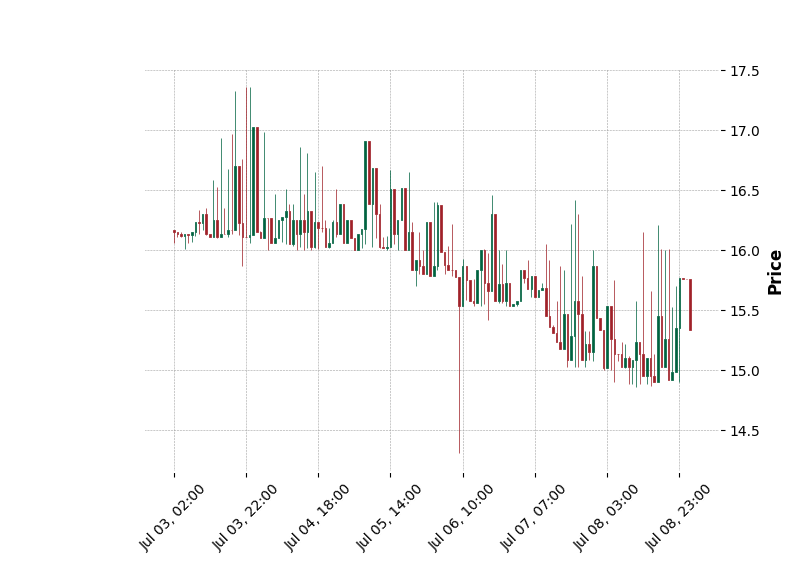 17.5
17.0
16.5
16.0
15.5
15.0
14.5
Price
Jul 03, 02:00
Jul 03, 22:00
Jul 04, 18:00
Jul 05, 14:00
Jul 06, 10:00
Jul 07, 07:00
Jul 08, 03:00
Jul 08, 23:00